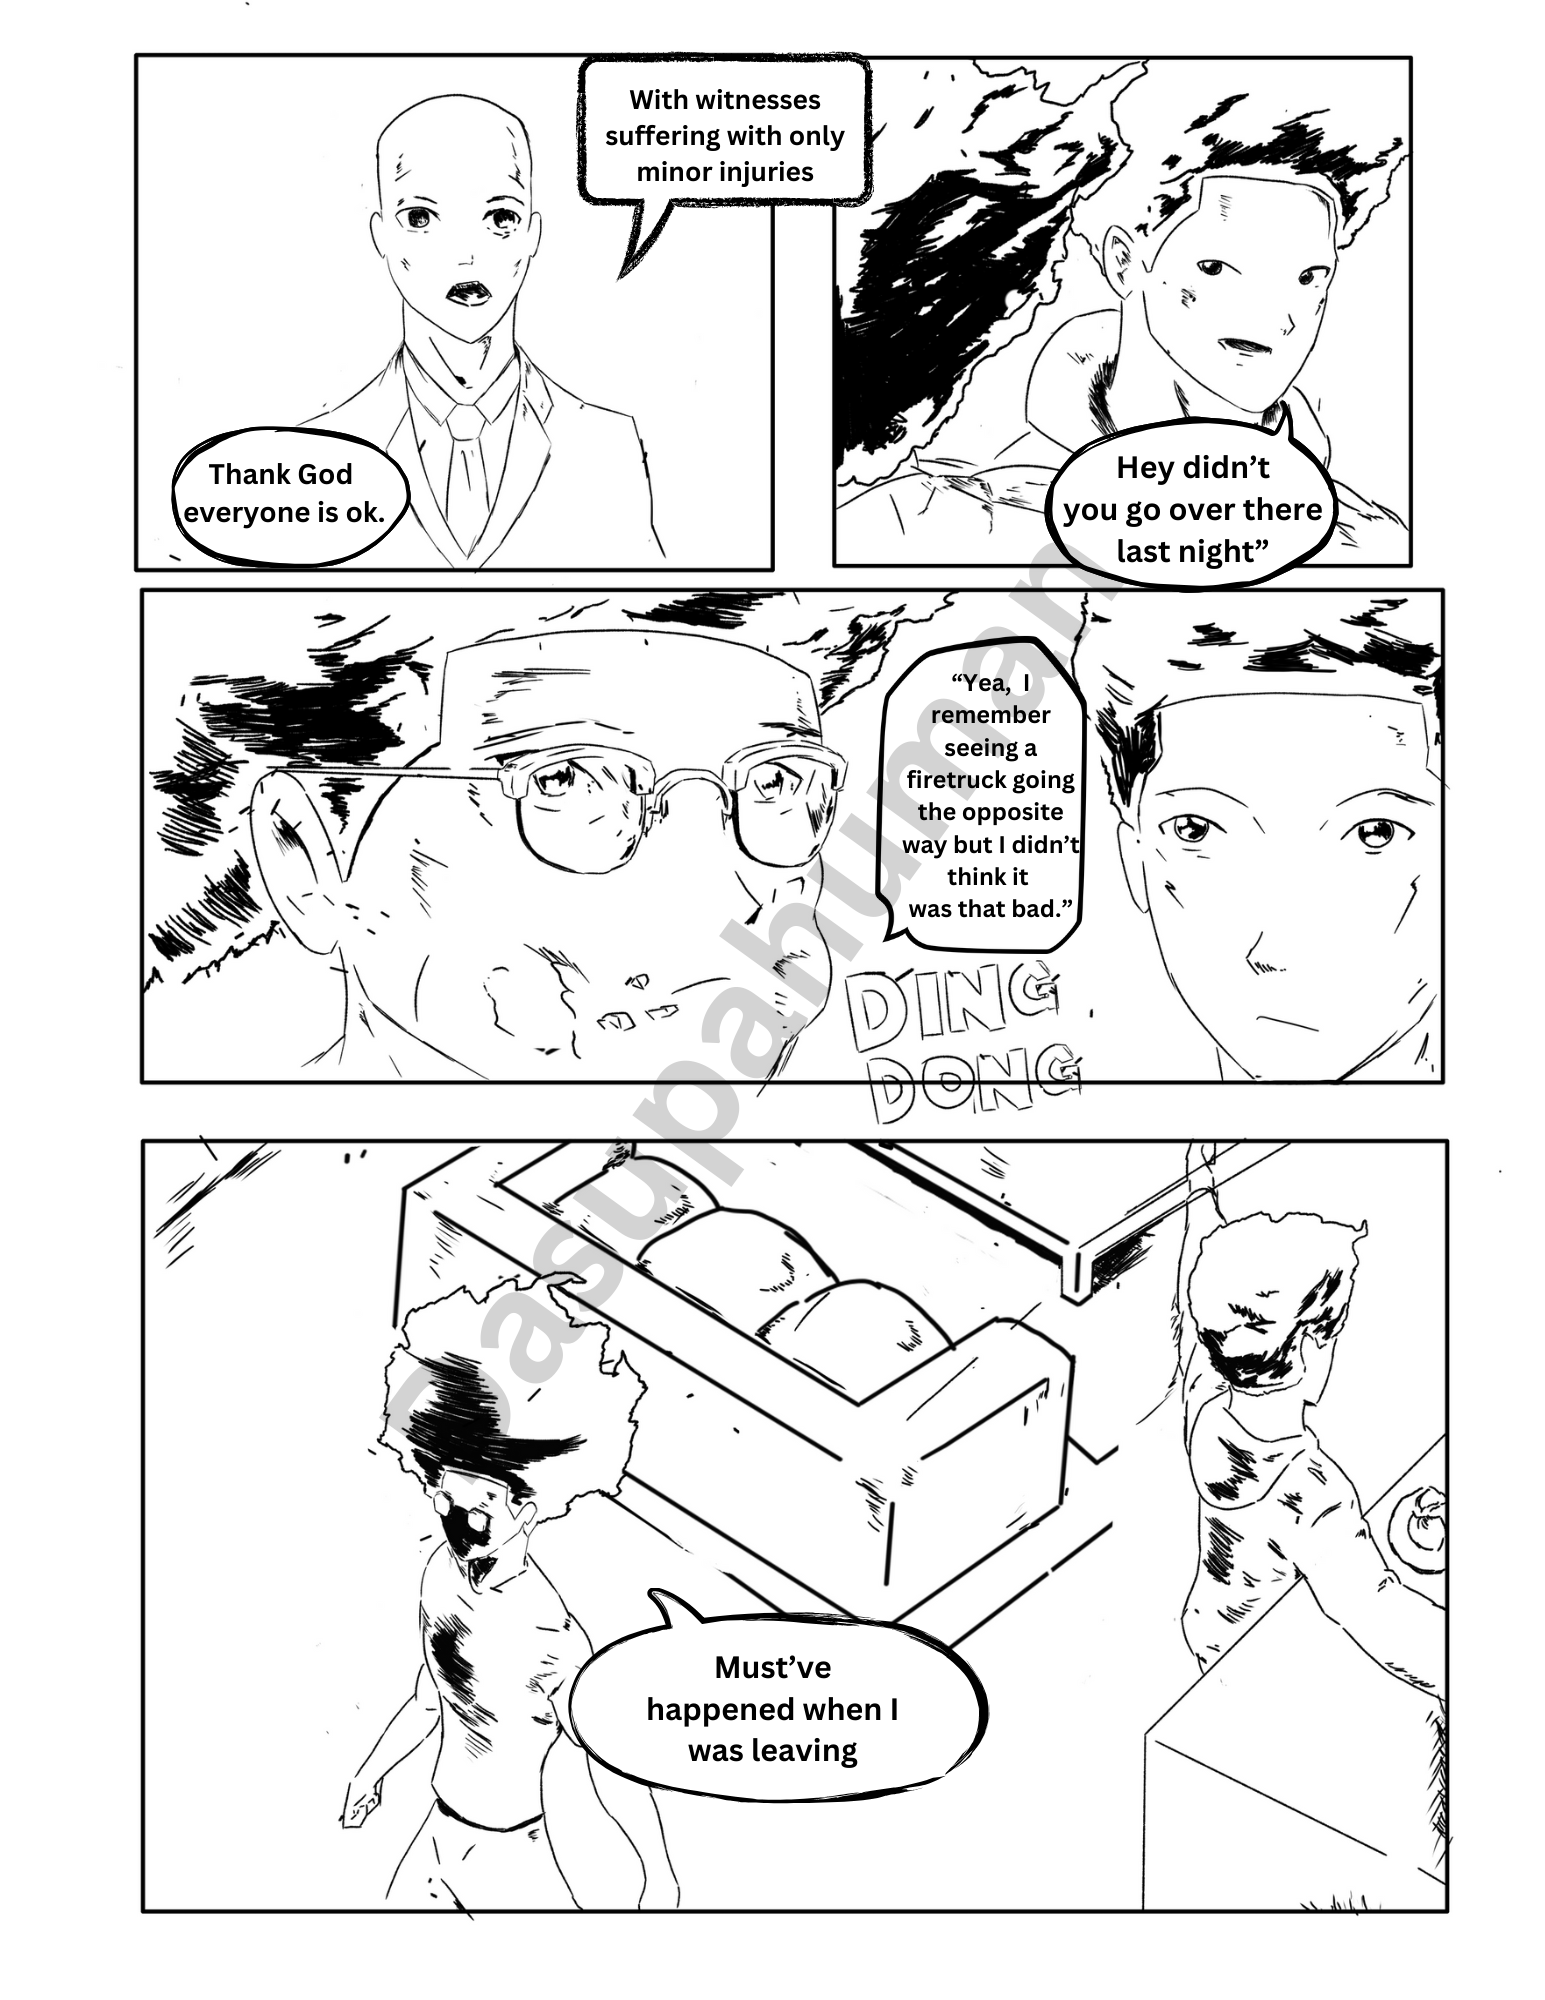 With witnesses
suffering with only
minor injuries
Thank God
everyone is ok.
Hey didn’t
you go over there
last night”
“Yea, I
remember
seeing a
firetruck going
the opposite
way but I didn’t
think it
was that bad.”
DING
DONG
Must’ve
happened when I
was leaving
Dasupahuman